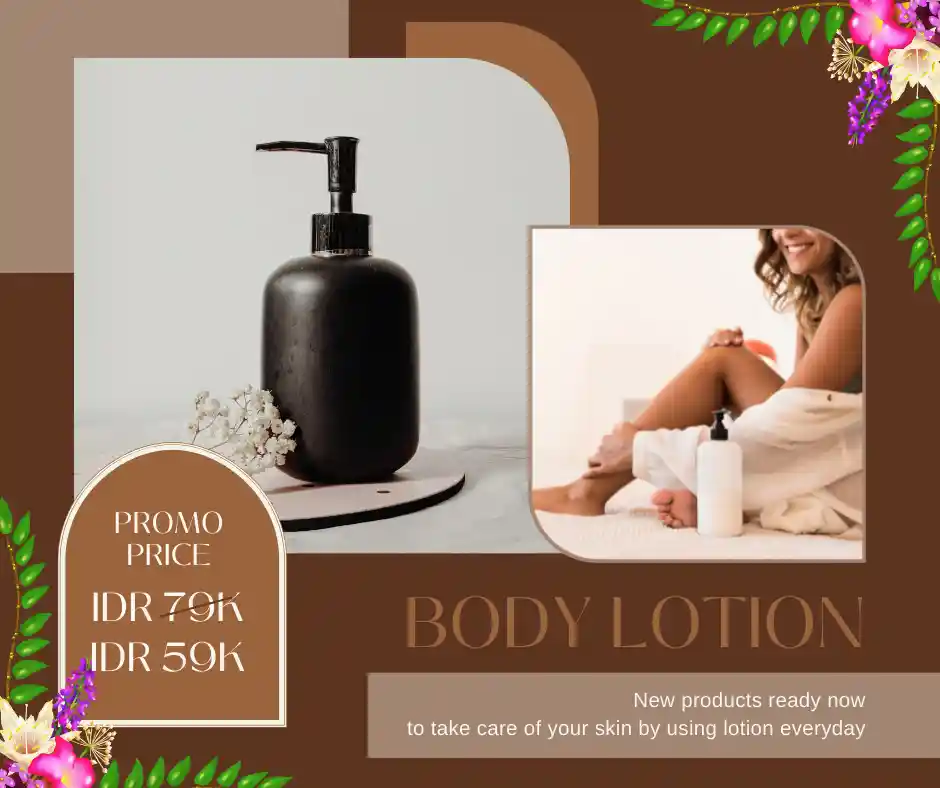 PROMO
PRICE
IDR 79K
IDR 59K
BODY LOTION
New products ready now
to take care of your skin by using lotion everyday